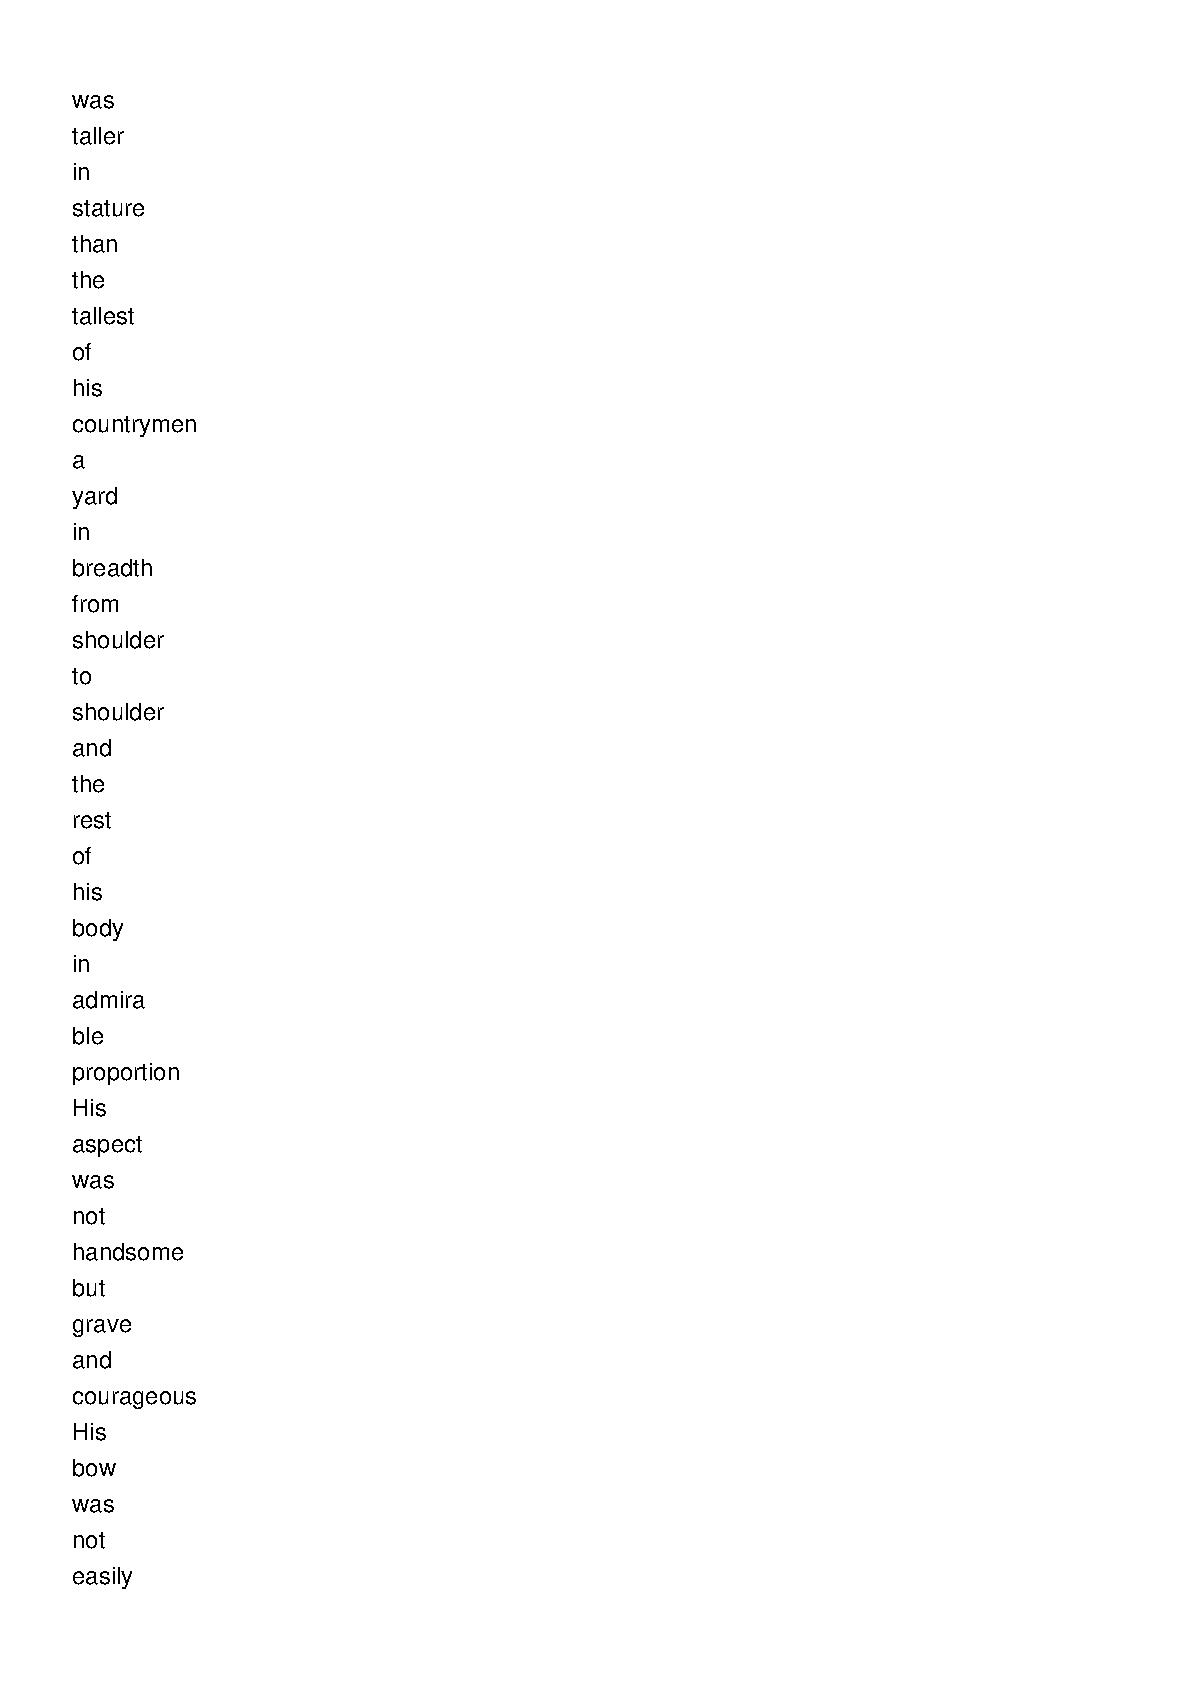 was
taller
in
stature
than
the
tallest
of
his
countrymen
a
yard
in
breadth
from
shoulder
to
shoulder
and
the
rest
of
his
body
in
admira
ble
proportion
His
aspect
was
not
handsome
but
grave
and
courageous
His
bow
was
not
easily